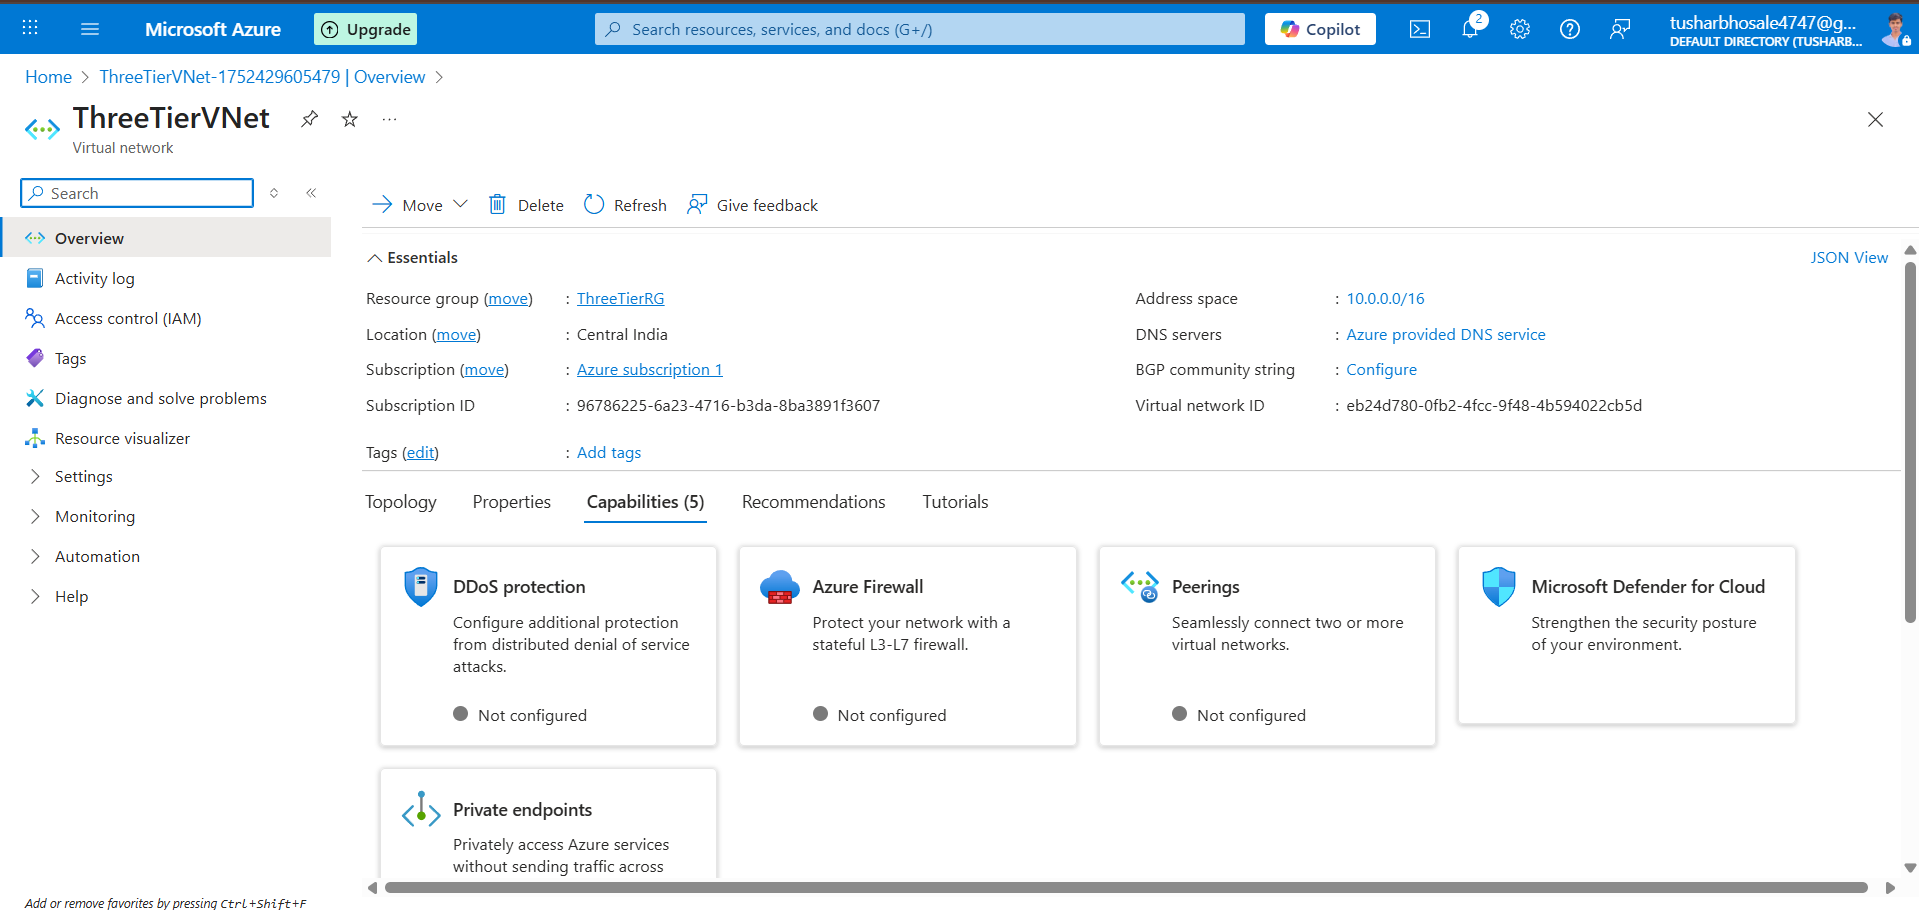 Microsoft Azure
Upgrade
Search resources, services, and docs (G+/)
Copilot
2
tusharbhosale4747@g...
DEFAULT DIRECTORY (TUSHARB...
Home > ThreeTierVNet-1752429605479 | Overview >
ThreeTierVNet
Virtual network
Search
Overview
Activity log
Access control (IAM)
Tags
Diagnose and solve problems
Resource visualizer
Settings
Monitoring
Automation
Help
Add or remove favorites by pressing Ctrl+Shift+F
Move
Delete
Refresh
Give feedback
Essentials
JSON View
Resource group (move) : ThreeTierRG
Location (move) : Central India
Subscription (move) : Azure subscription 1
Subscription ID : 96786225-6a23-4716-b3da-8ba3891f3607
Address space : 10.0.0.0/16
DNS servers : Azure provided DNS service
BGP community string : Configure
Virtual network ID : eb24d780-0fb2-4fcc-9f48-4b594022cb5d
Tags (edit) : Add tags
Topology
Properties
Capabilities (5)
Recommendations
Tutorials
DDoS protection
Configure additional protection
from distributed denial of service
attacks.
Not configured
Azure Firewall
Protect your network with a
stateful L3-L7 firewall.
Not configured
Peerings
Seamlessly connect two or more
virtual networks.
Not configured
Microsoft Defender for Cloud
Strengthen the security posture
of your environment.
Private endpoints
Privately access Azure services
without sending traffic across